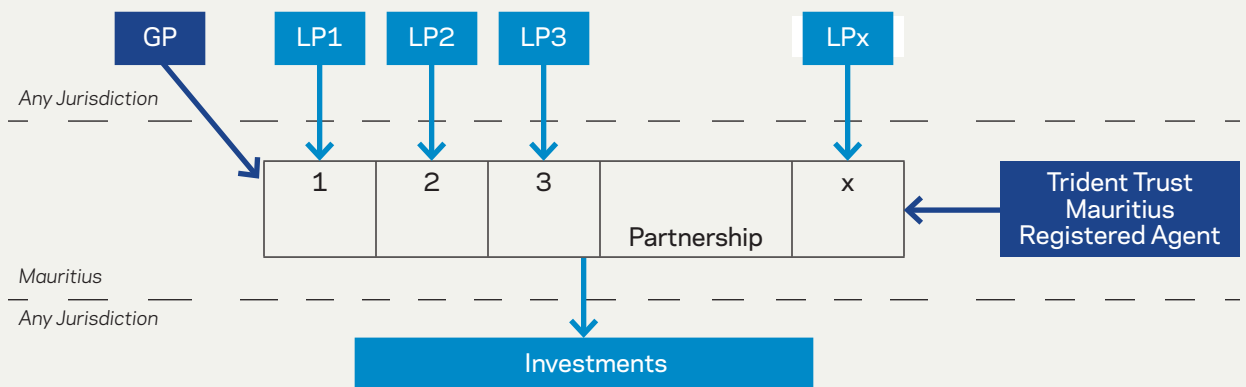 GP
LP1
LP2
LP3
LPx
Any Jurisdiction
1
2
3
x
Partnership
Trident Trust
Mauritius
Registered Agent
Mauritius
Any Jurisdiction
Investments